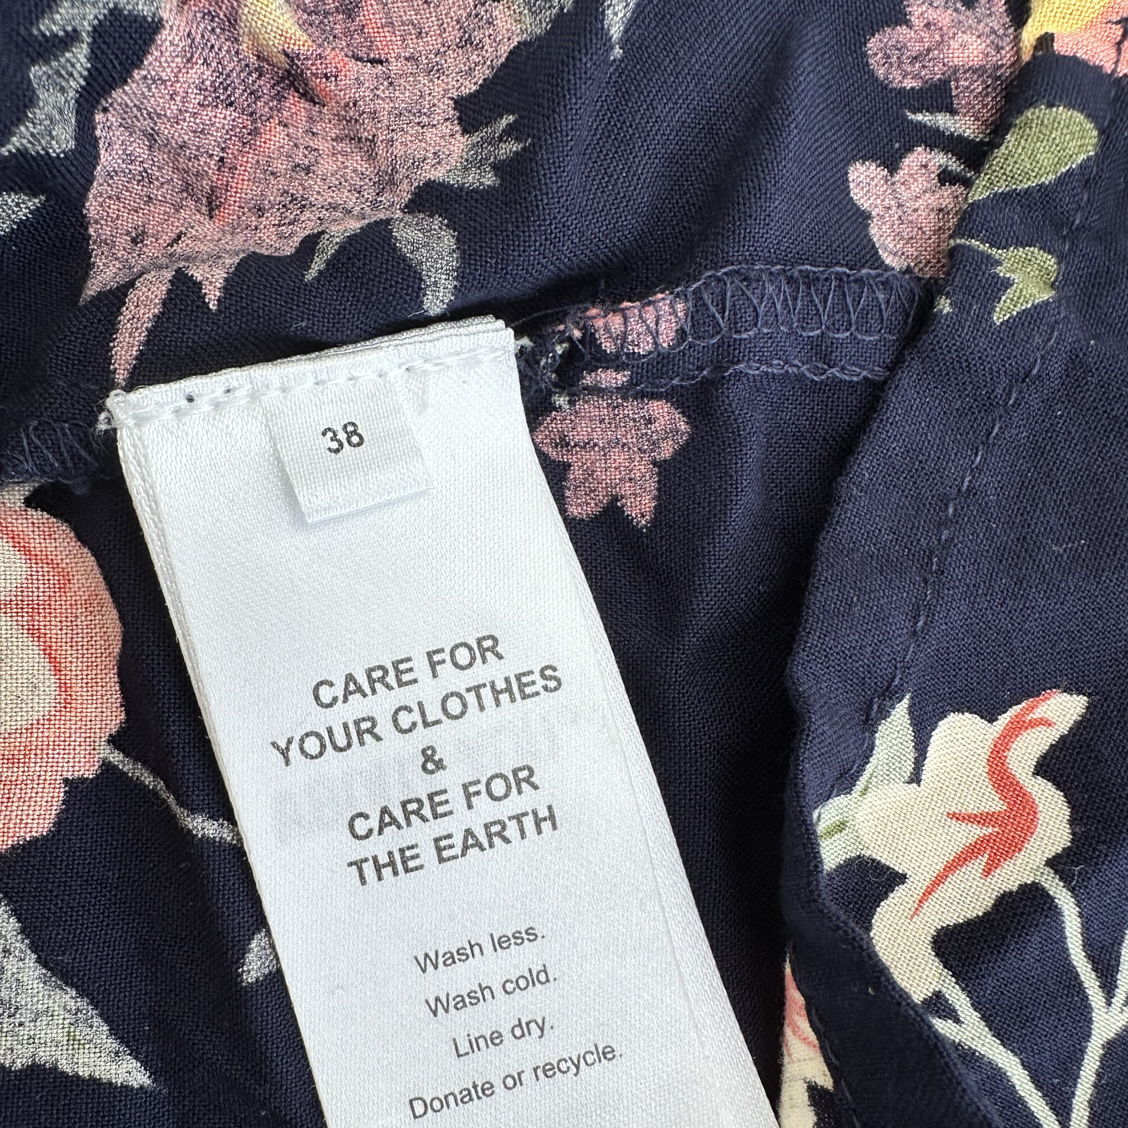 38
CARE FOR
YOUR CLOTHES
&
CARE FOR
THE EARTH
Wash less.
Wash cold.
Line dry.
Donate or recycle.